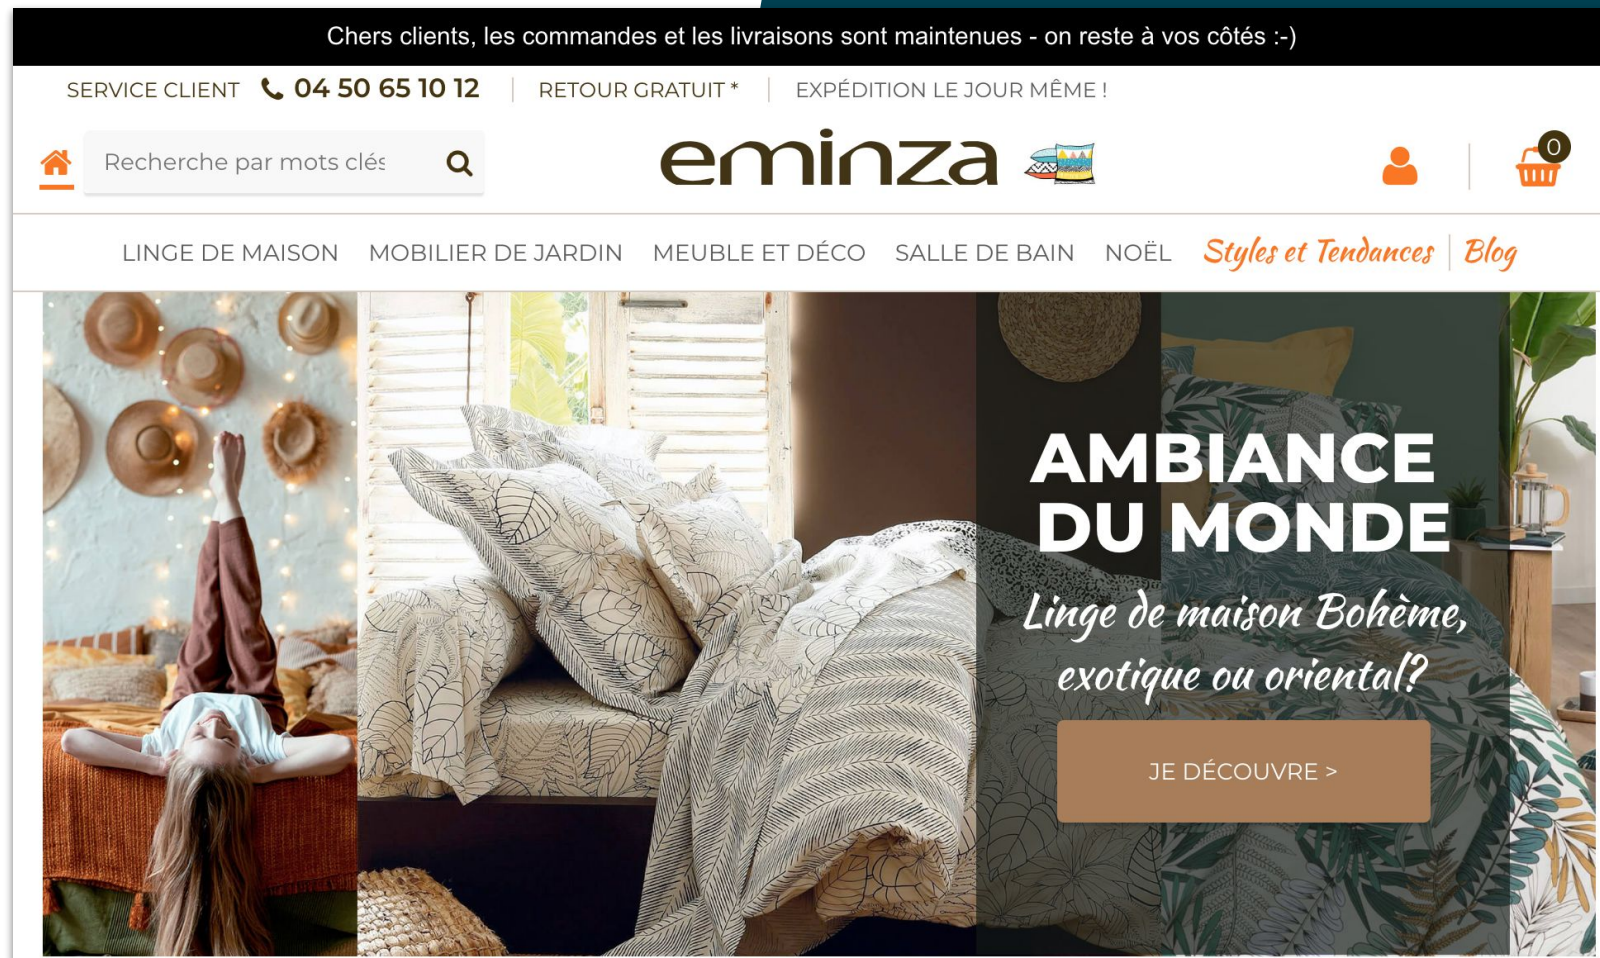 Chers clients, les commandes et les livraisons sont maintenues - on reste à vos côtés :-)
SERVICE CLIENT 04 50 65 10 12 RETOUR GRATUIT * EXPÉDITION LE JOUR MÊME !
Recherche par mots clés
eminza
0
LINGE DE MAISON MOBILIER DE JARDIN MEUBLE ET DÉCO SALLE DE BAIN NOËL Styles et Tendances Blog
AMBIANCE
DU MONDE
Linge de maison Bohème,
exotique ou oriental?
JE DÉCOUVRE >